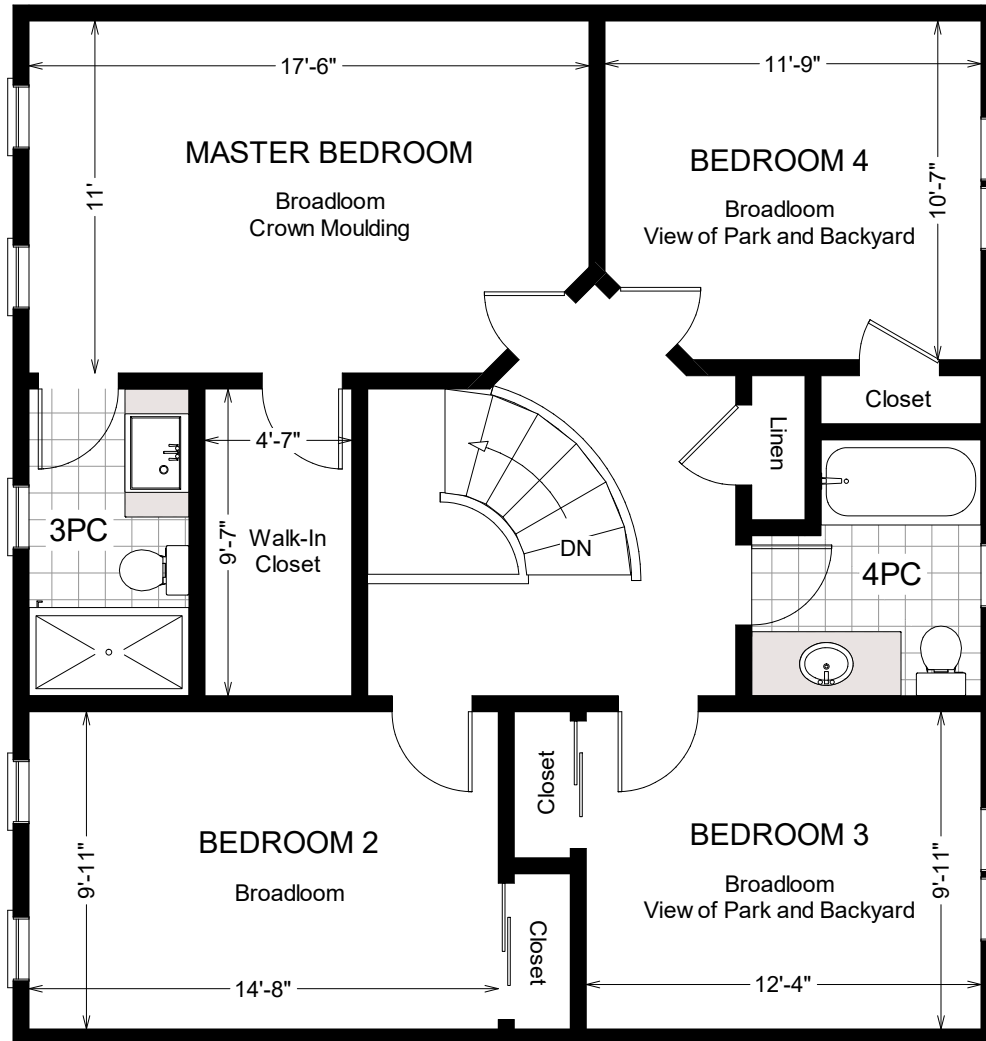 17'-6"
11'-9"
MASTER BEDROOM
Broadloom
Crown Moulding
11'
BEDROOM 4
Broadloom
View of Park and Backyard
10'-7"
Closet
4'-7"
Linen
3PC
9'-7"
Walk-In
Closet
DN
4PC
Closet
BEDROOM 2
Broadloom
9'-11"
14'-8"
Closet
BEDROOM 3
Broadloom
View of Park and Backyard
9'-11"
12'-4"